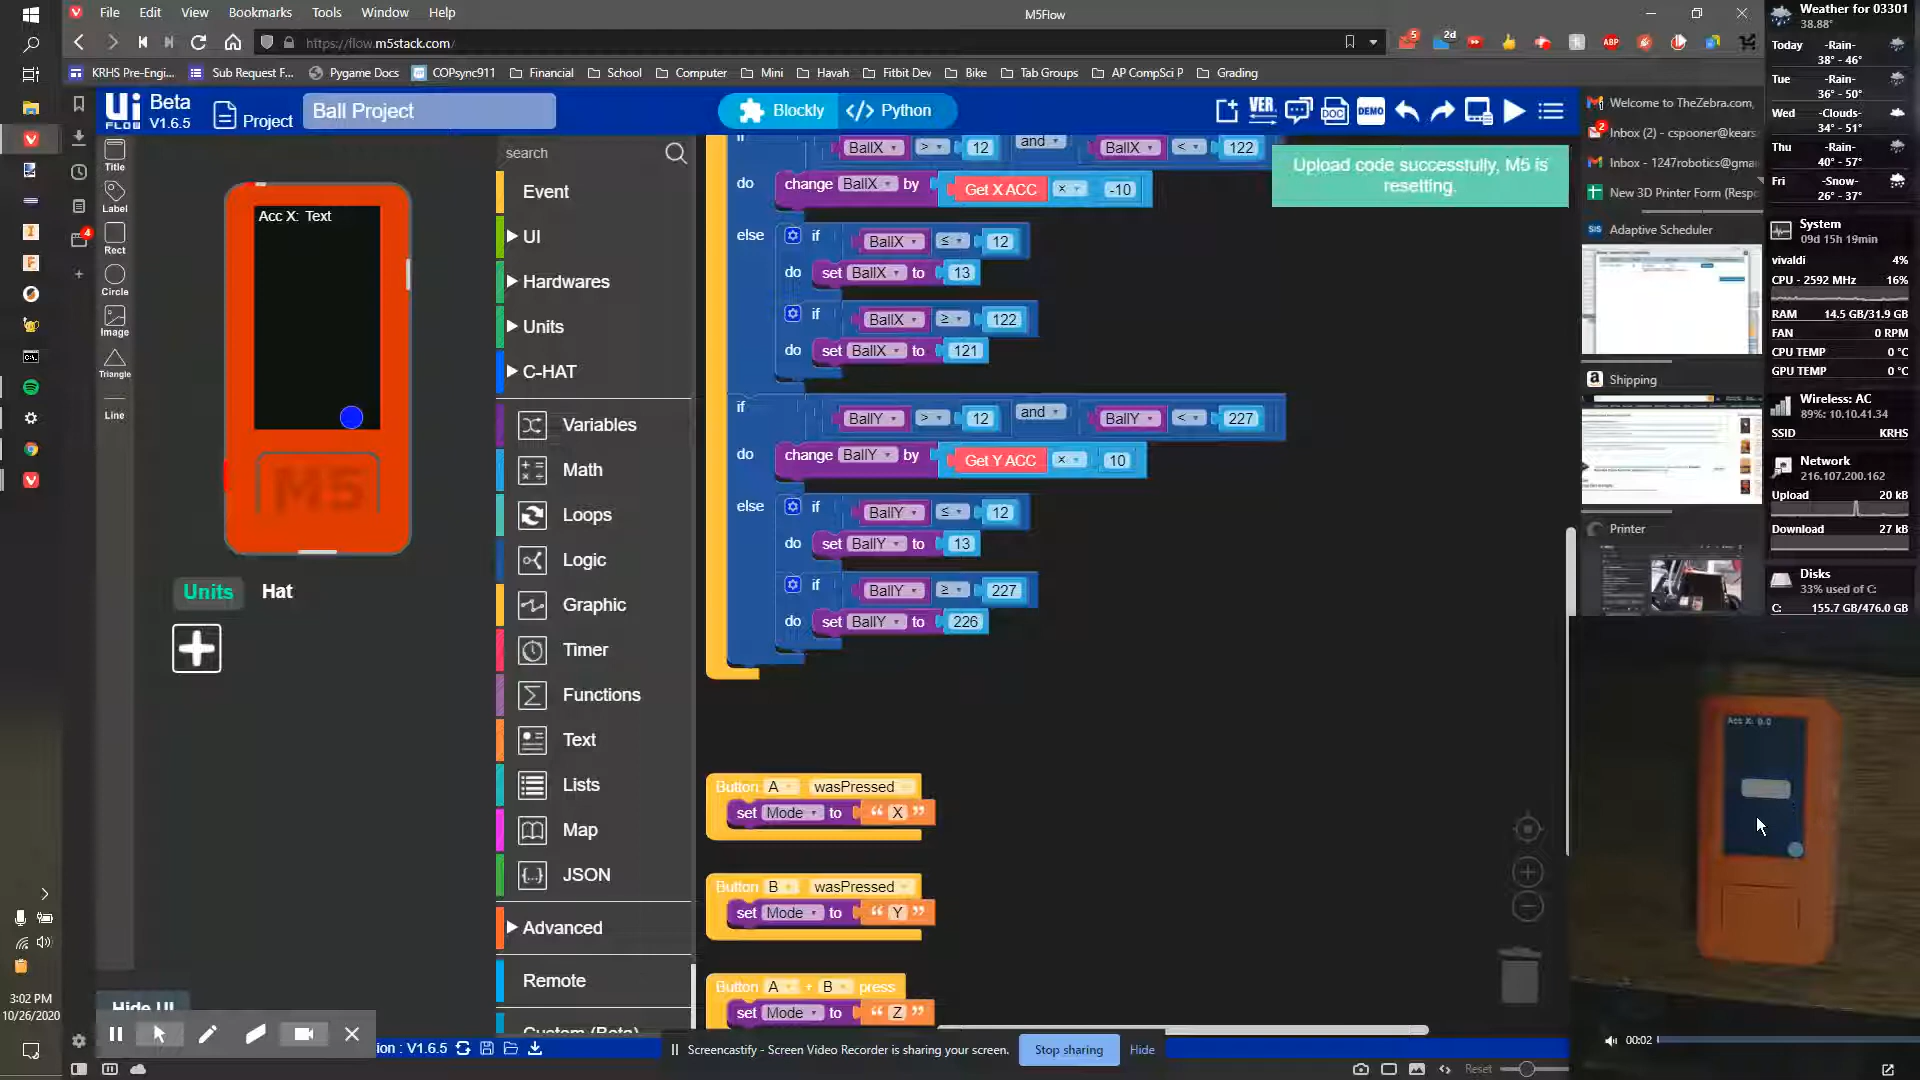 File Edit View Bookmarks Tools Window Help
M5Flow
https://flow.m5stack.com/
KRHS Pre-Engi...
Sub Request F...
Pygame Docs
COPsync911
Financial
School
Computer
Mini
Havah
Fitbit Dev
Bike
Tab Groups
AP CompSci P
Grading
Ui FLOW
Beta
V1.6.5
Project
Ball Project
Blockly
</> Python
VER.
DOC
DEMO
Title
Label
Rect
Circle
Image
Triangle
Line
Acc X: Text
M5
Units
Hat
search
Event
UI
Hardwares
Units
C-HAT
Variables
Math
Loops
Logic
Graphic
Timer
Functions
Text
Lists
Map
JSON
Advanced
Remote
Custom (Beta)
if BallX > 12 and BallX < 122
do change BallX by Get X ACC × -10
else if BallX ≤ 12
do set BallX to 13
if BallX ≥ 122
do set BallX to 121
if BallY > 12 and BallY < 227
do change BallY by Get Y ACC × 10
else if BallY ≤ 12
do set BallY to 13
if BallY ≥ 227
do set BallY to 226
Button A wasPressed
set Mode to “ X ”
Button B wasPressed
set Mode to “ Y ”
Button A + B press
set Mode to “ Z ”
Upload code successfully, M5 is
resetting.
Hide UI
ion : V1.6.5
Screencastify - Screen Video Recorder is sharing your screen.
Stop sharing
Hide
Reset
3:02 PM
10/26/2020
Weather for 03301
38.88°
Today -Rain-
38° - 46°
Tue -Rain-
36° - 50°
Wed -Clouds-
34° - 51°
Thu -Rain-
40° - 57°
Fri -Snow-
26° - 37°
Welcome to TheZebra.com,
Inbox (2) - cspooner@kears
Inbox - 1247robotics@gma
New 3D Printer Form (Resp
Adaptive Scheduler
Shipping
Printer
System
09d 15h 19min
vivaldi 4%
CPU - 2592 MHz 16%
RAM 14.5 GB/31.9 GB
FAN 0 RPM
CPU TEMP 0 °C
GPU TEMP 0 °C
Wireless: AC
89%: 10.10.41.34
SSID KRHS
Network
216.107.200.162
Upload 20 kB
Download 27 kB
Disks
33% used of C:
C: 155.7 GB/476.0 GB
Acc X: 0.0
00:02